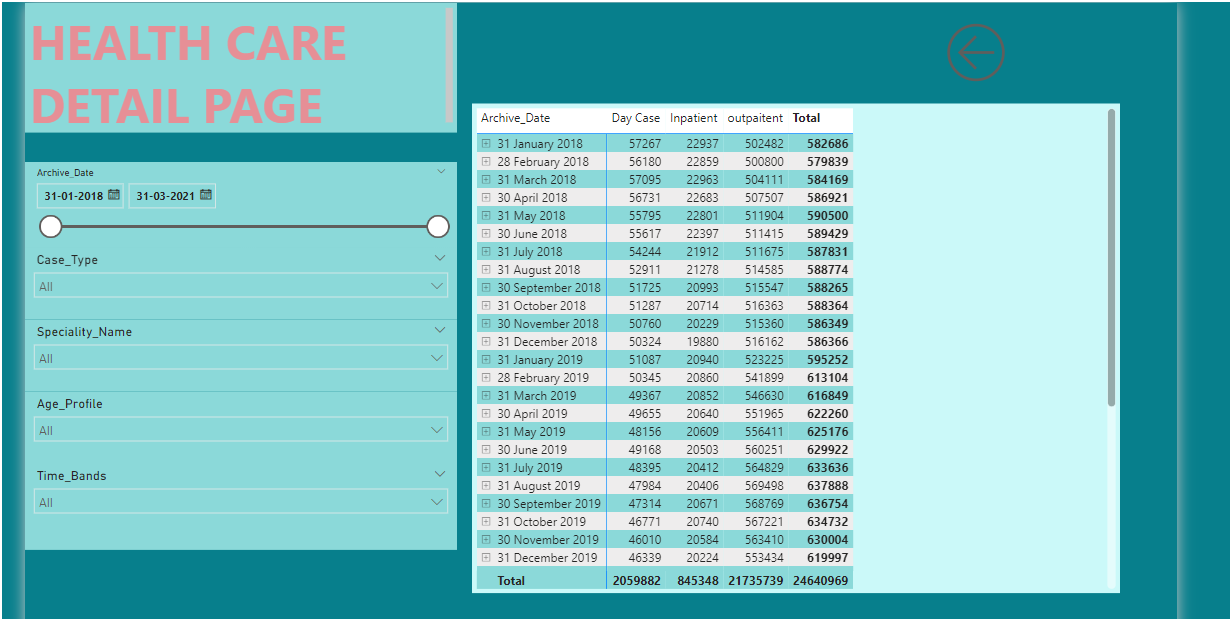 HEALTH CARE
DETAIL PAGE
Archive_Date
31-01-2018 31-03-2021
Case_Type
All
Speciality_Name
All
Age_Profile
All
Time_Bands
All
Archive_Date Day Case Inpatient outpaitent Total
31 January 2018 57267 22937 502482 582686
28 February 2018 56180 22859 500800 579839
31 March 2018 57095 22963 504111 584169
30 April 2018 56731 22683 507507 586921
31 May 2018 55795 22801 511904 590500
30 June 2018 55617 22397 511415 589429
31 July 2018 54244 21912 511675 587831
31 August 2018 52911 21278 514585 588774
30 September 2018 51725 20993 515547 588265
31 October 2018 51287 20714 516363 588364
30 November 2018 50760 20229 515360 586349
31 December 2018 50324 19880 516162 586366
31 January 2019 51087 20940 523225 595252
28 February 2019 50345 20860 541899 613104
31 March 2019 49367 20852 546630 616849
30 April 2019 49655 20640 551965 622260
31 May 2019 48156 20609 556411 625176
30 June 2019 49168 20503 560251 629922
31 July 2019 48395 20412 564829 633636
31 August 2019 47984 20406 569498 637888
30 September 2019 47314 20671 568769 636754
31 October 2019 46771 20740 567221 634732
30 November 2019 46010 20584 563410 630004
31 December 2019 46339 20224 553434 619997
Total 2059882 845348 21735739 24640969